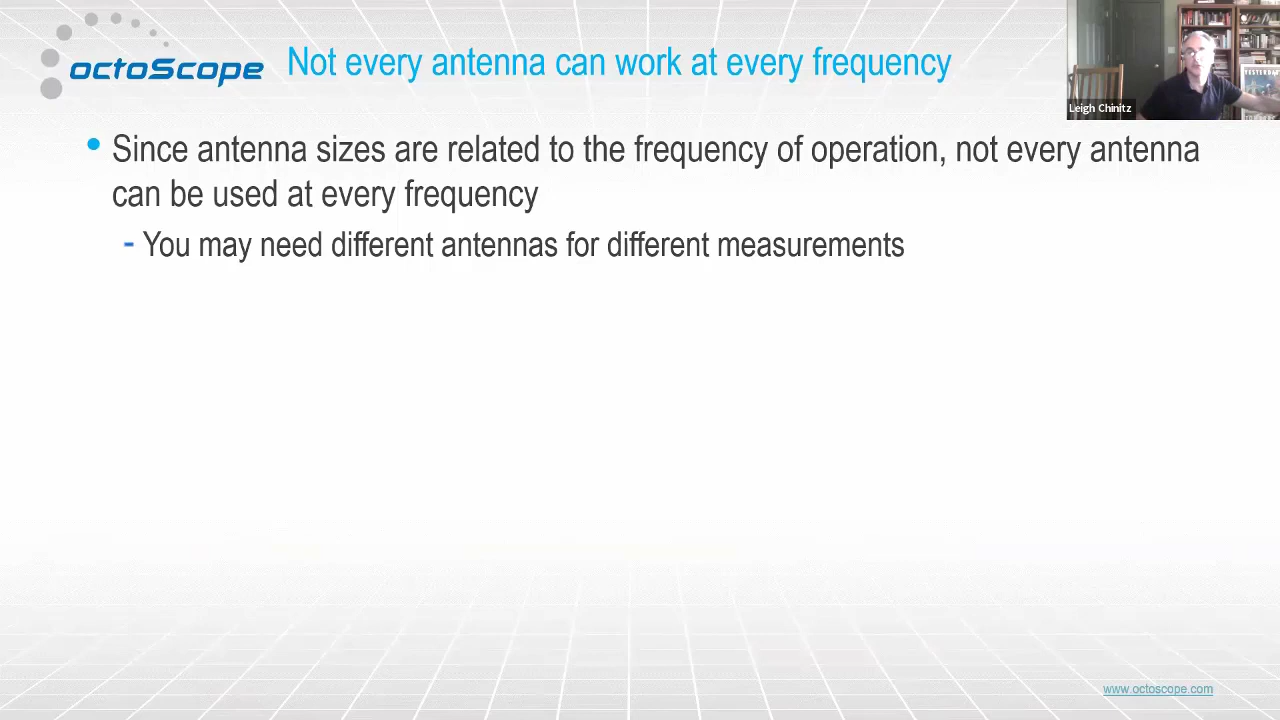 octoScope
Not every antenna can work at every frequency
YESTERDAY
Leigh Chinitz
• Since antenna sizes are related to the frequency of operation, not every antenna
can be used at every frequency
- You may need different antennas for different measurements
www.octoscope.com